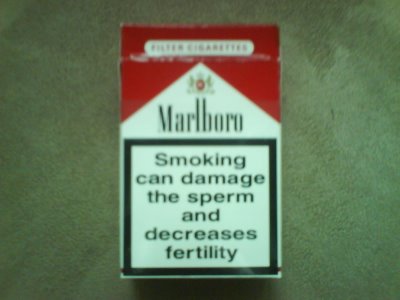 FILTER CIGARETTES
Marlboro
Smoking
can damage
the sperm
and
decreases
fertility